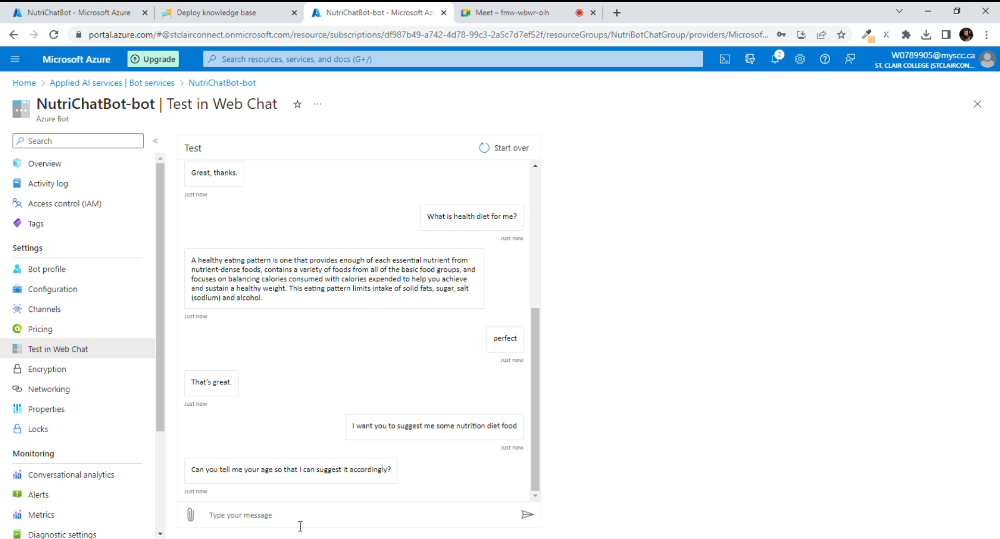 NutriChatBot - Microsoft Azure
Deploy knowledge base
NutriChatBot-bot - Microsoft Az
Meet – fmw-wbwr-oih
portal.azure.com/#@stclairconnect.onmicrosoft.com/resource/subscriptions/df987b49-a742-4d78-99c3-2a5c7d7ef52f/resourceGroups/NutriBotChatGroup/providers/Microsof...
Microsoft Azure
Upgrade
Search resources, services, and docs (G+/)
2
W0789905@myscc.ca
ST. CLAIR COLLEGE (STCLAIRCON...
Home > Applied AI services | Bot services > NutriChatBot-bot
NutriChatBot-bot | Test in Web Chat
Azure Bot
Search
Overview
Activity log
Access control (IAM)
Tags
Settings
Bot profile
Configuration
Channels
Pricing
Test in Web Chat
Encryption
Networking
Properties
Locks
Monitoring
Conversational analytics
Alerts
Metrics
Diagnostic settings
Test
Start over
Great, thanks.
Just now
What is health diet for me?
Just now
A healthy eating pattern is one that provides enough of each essential nutrient from
nutrient-dense foods, contains a variety of foods from all of the basic food groups, and
focuses on balancing calories consumed with calories expended to help you achieve
and sustain a healthy weight. This eating pattern limits intake of solid fats, sugar, salt
(sodium) and alcohol.
Just now
perfect
Just now
That's great.
Just now
I want you to suggest me some nutrition diet food
Just now
Can you tell me your age so that I can suggest it accordingly?
Just now
Type your message